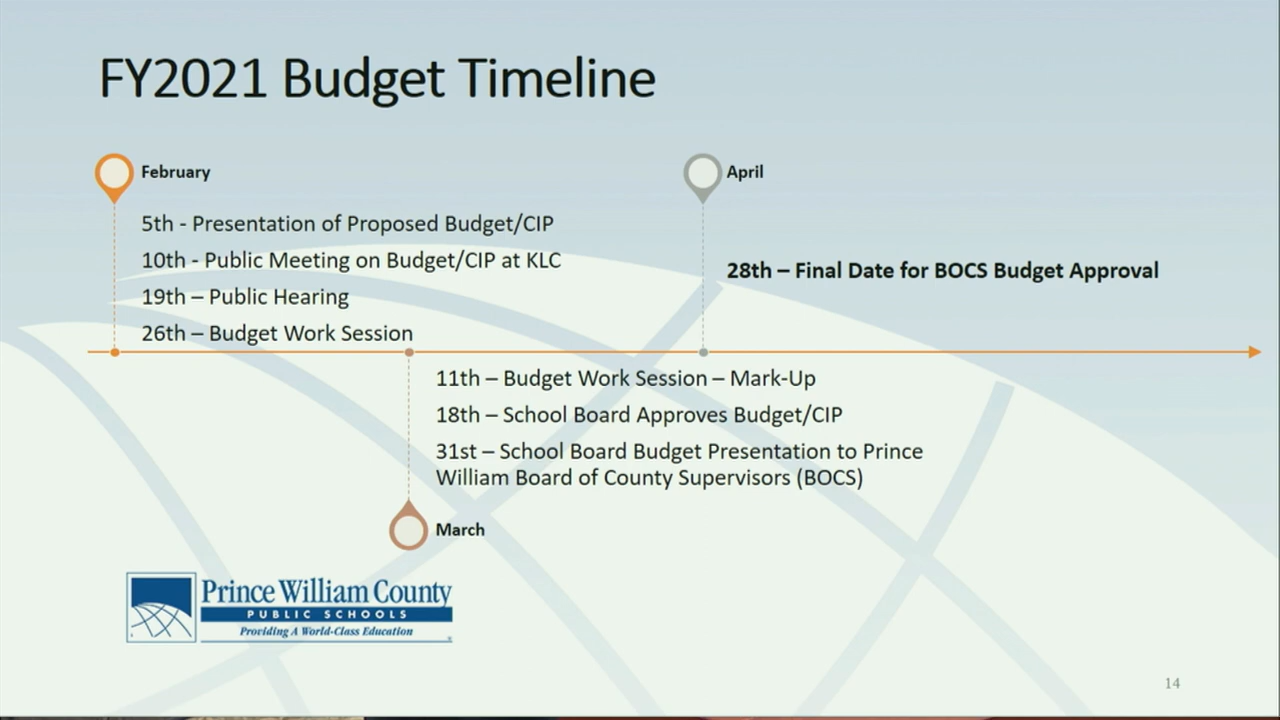 FY2021 Budget Timeline
February
5th - Presentation of Proposed Budget/CIP
10th - Public Meeting on Budget/CIP at KLC
19th – Public Hearing
26th – Budget Work Session
April
28th – Final Date for BOCS Budget Approval
11th – Budget Work Session – Mark-Up
18th – School Board Approves Budget/CIP
31st – School Board Budget Presentation to Prince
William Board of County Supervisors (BOCS)
March
Prince William County
PUBLIC SCHOOLS
Providing A World-Class Education
14